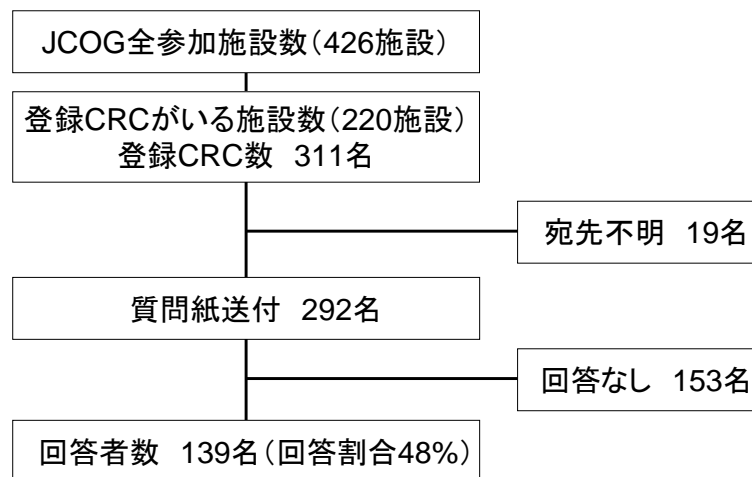 JCOG全参加施設数(426施設)
登録CRCがいる施設数(220施設)
登録CRC数 311名
宛先不明 19名
質問紙送付 292名
回答なし 153名
回答者数 139名(回答割合48%)